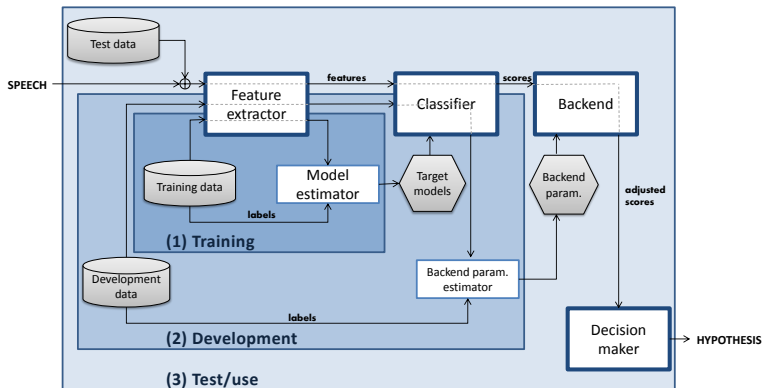 Test data
SPEECH
features
scores
Feature
extractor
Classifier
Backend
Training data
Model
estimator
Target
models
Backend
param.
adjusted
scores
labels
(1) Training
Development
data
Backend param.
estimator
labels
(2) Development
Decision
maker
HYPOTHESIS
(3) Test/use